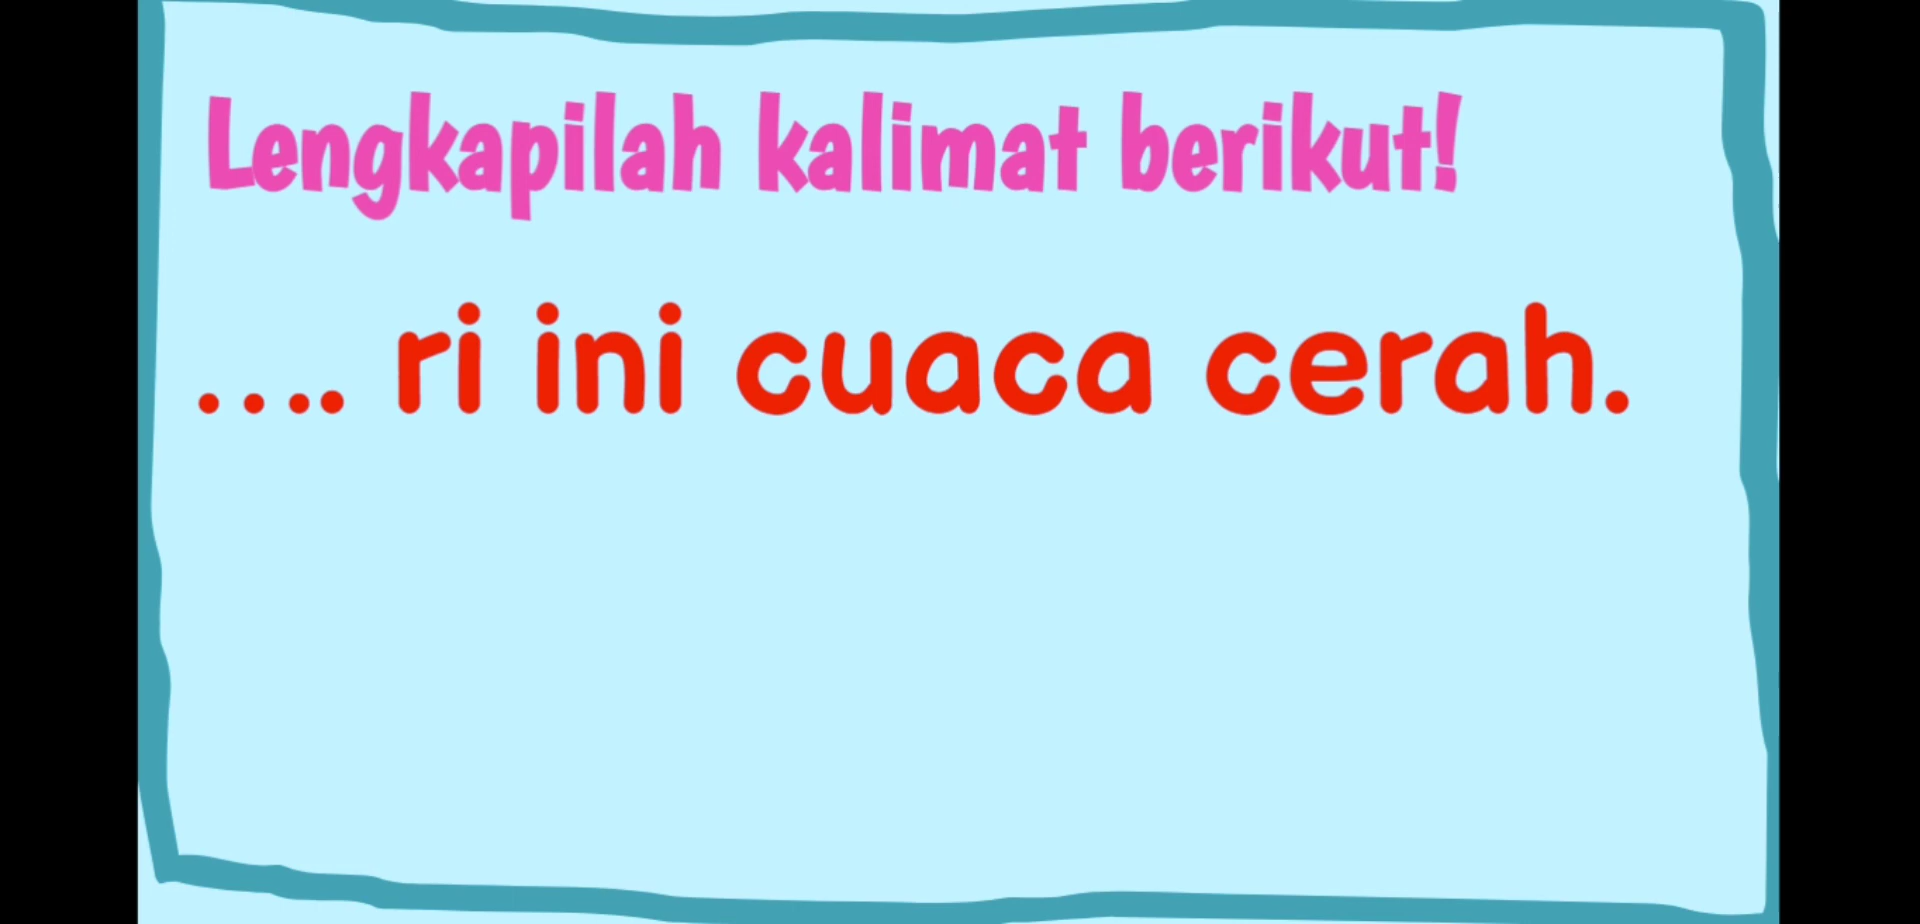 Lengkapilah kalimat berikut!
.... ri ini cuaca cerah.